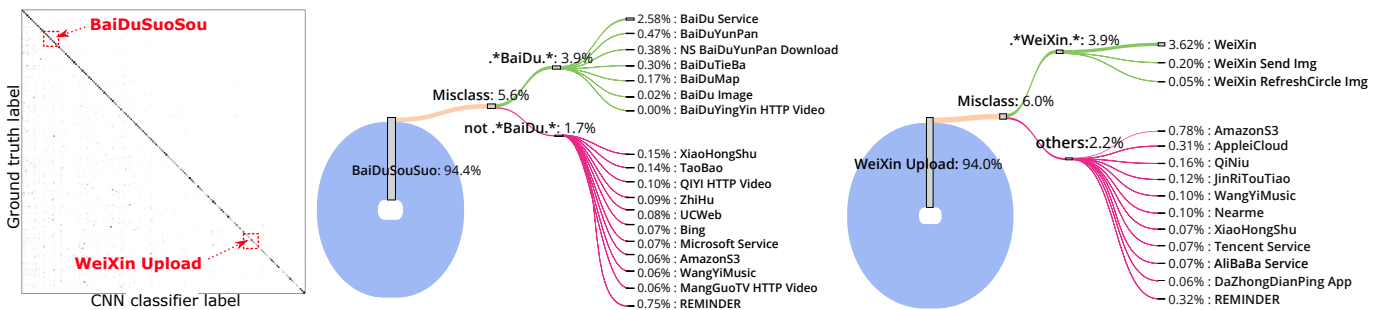 BaiDuSuoSou
WeiXin Upload
Ground truth label
CNN classifier label
BaiDuSouSuo: 94.4%
Misclass: 5.6%
.*BaiDu.*: 3.9%
2.58% : BaiDu Service
0.47% : BaiDuYunPan
0.38% : NS BaiDuYunPan Download
0.30% : BaiDuTieBa
0.17% : BaiDuMap
0.02% : BaiDu Image
0.00% : BaiDuYingYin HTTP Video
not .*BaiDu.*: 1.7%
0.15% : XiaoHongShu
0.14% : TaoBao
0.10% : QIYI HTTP Video
0.09% : ZhiHu
0.08% : UCWeb
0.07% : Bing
0.07% : Microsoft Service
0.06% : AmazonS3
0.06% : WangYiMusic
0.06% : MangGuoTV HTTP Video
0.75% : REMINDER
WeiXin Upload: 94.0%
Misclass: 6.0%
.*WeiXin.*: 3.9%
3.62% : WeiXin
0.20% : WeiXin Send Img
0.05% : WeiXin RefreshCircle Img
others:2.2%
0.78% : AmazonS3
0.31% : AppleiCloud
0.16% : QiNiu
0.12% : JinRiTouTiao
0.10% : WangYiMusic
0.10% : Nearme
0.07% : XiaoHongShu
0.07% : Tencent Service
0.07% : AliBaBa Service
0.06% : DaZhongDianPing App
0.32% : REMINDER